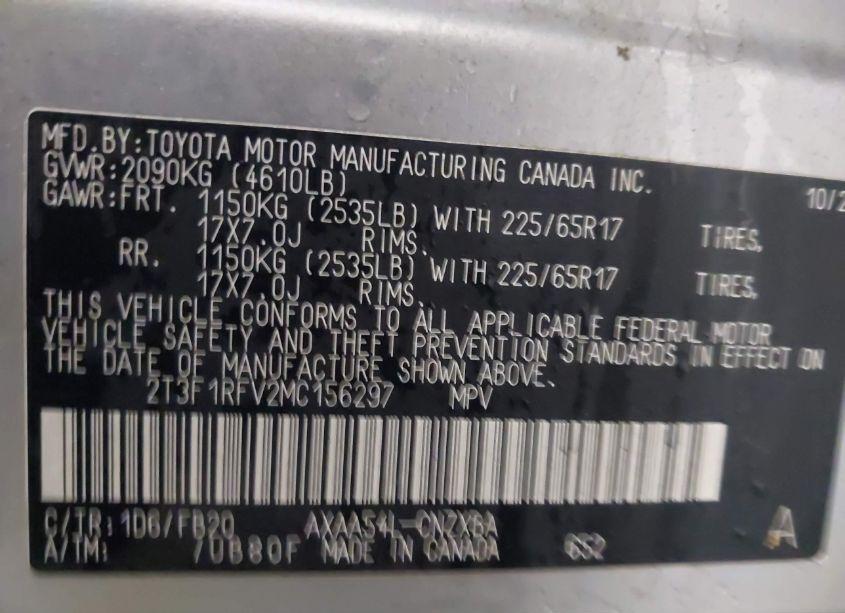 MFD.BY:TOYOTA MOTOR MANUFACTURING CANADA INC. 10/2
GVWR:2090KG (4610LB)
GAWR:FRT. 1150KG (2535LB) WITH 225/65R17 TIRES,
17X7.0J RIMS.
RR. 1150KG (2535LB) WITH 225/65R17 TIRES,
17X7.0J RIMS.
THIS VEHICLE CONFORMS TO ALL APPLICABLE FEDERAL MOTOR
VEHICLE SAFETY AND THEFT PREVENTION STANDARDS IN EFFECT ON
THE DATE OF MANUFACTURE SHOWN ABOVE.
2T3F1RFV2MC156297 MPV
C/TR:1D6/FB20 A
A/TM: MADE IN CANADA 652